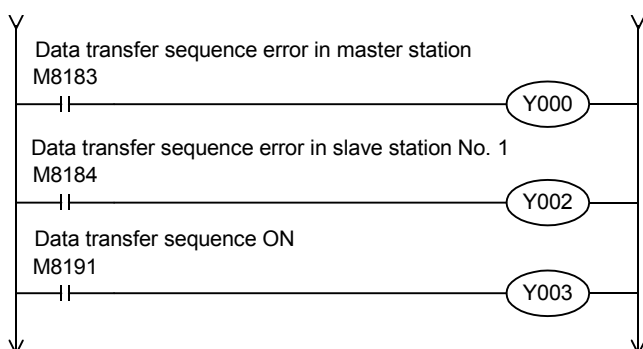 Data transfer sequence error in master station
M8183
Y000
Data transfer sequence error in slave station No. 1
M8184
Y002
Data transfer sequence ON
M8191
Y003